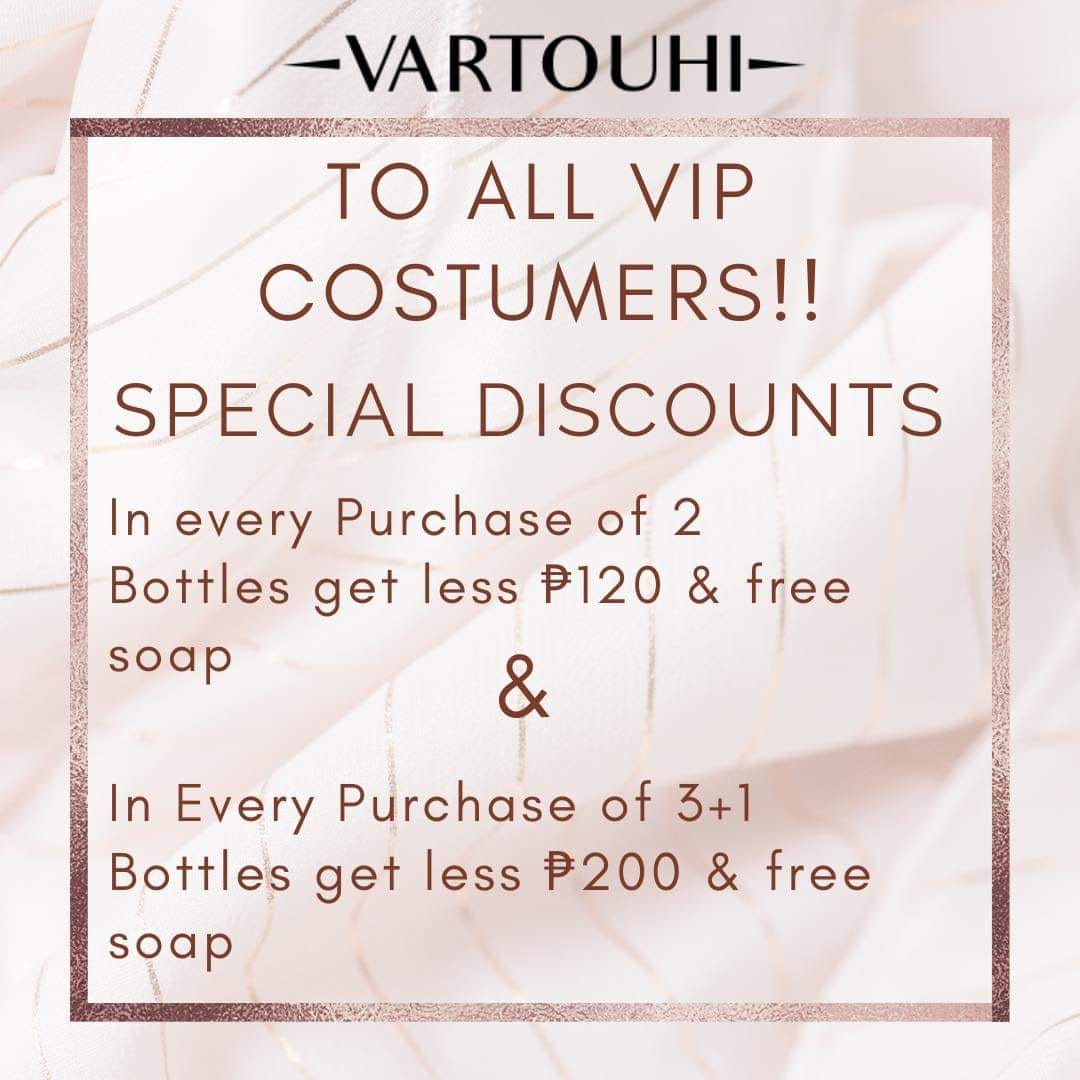 VARTOUHI
TO ALL VIP
COSTUMERS!!
SPECIAL DISCOUNTS
In every Purchase of 2
Bottles get less ₱120 & free
soap
&
In Every Purchase of 3+1
Bottles get less ₱200 & free
soap